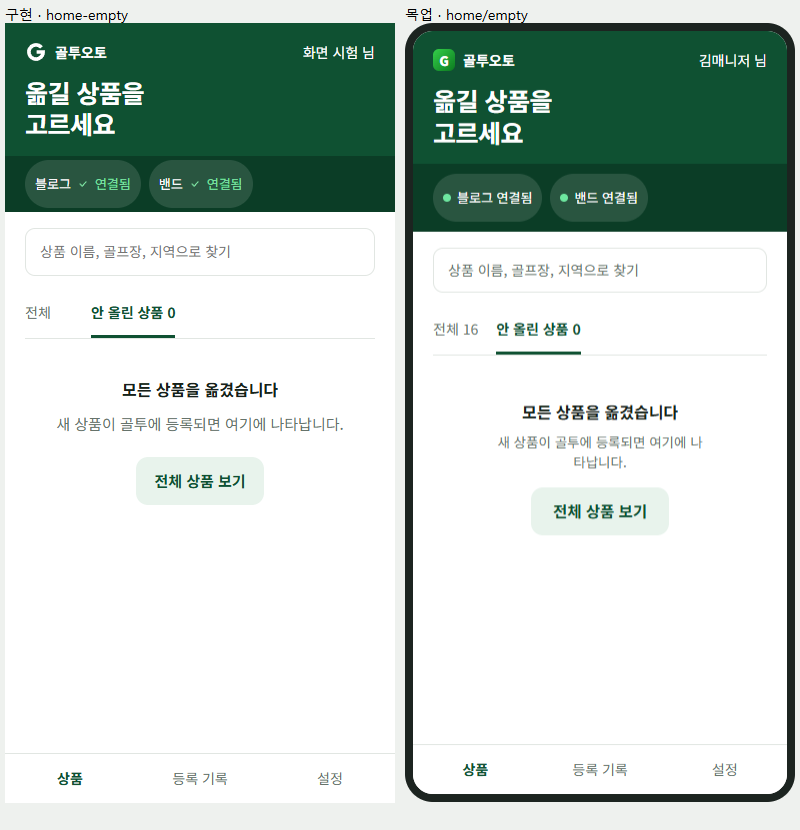 구현 · home-empty
G 골투오토
화면 시험 님
옮길 상품을
고르세요
블로그 ✓ 연결됨
밴드 ✓ 연결됨
상품 이름, 골프장, 지역으로 찾기
전체
안 올린 상품 0
모든 상품을 옮겼습니다
새 상품이 골투에 등록되면 여기에 나타납니다.
전체 상품 보기
상품
등록 기록
설정
목업 · home/empty
G 골투오토
김매니저 님
옮길 상품을
고르세요
블로그 연결됨
밴드 연결됨
상품 이름, 골프장, 지역으로 찾기
전체 16
안 올린 상품 0
모든 상품을 옮겼습니다
새 상품이 골투에 등록되면 여기에 나
타납니다.
전체 상품 보기
상품
등록 기록
설정